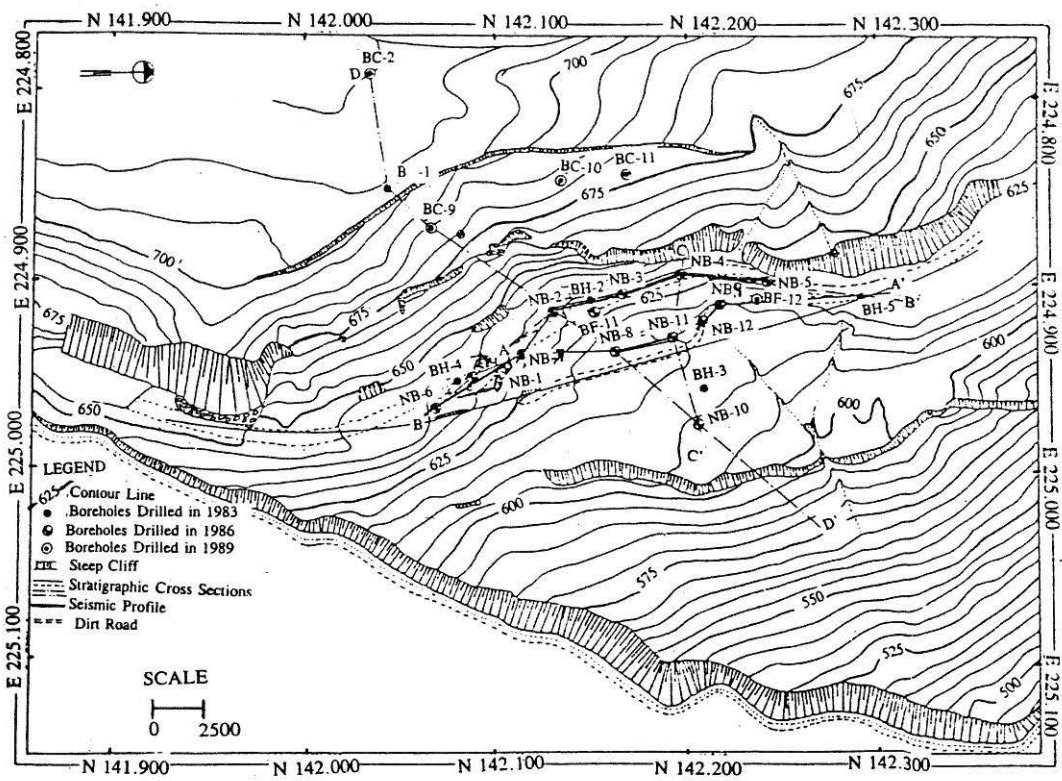 N 141.900 N 142.000 N 142.100 N 142.200 N 142.300
E 224.800
E 224.900
E 225.000
E 225.100
E 224.800
E 224.900
E 225.000
E 225.100
BC-2
D
700
675
650
625
B -1
BC-10
BC-11
675
BC-9
700
C
NB-4
NB-3
BH-2
NB-2
625
NB-5
A'
B'
BF-12
BH-5
675
675
BF-11
NB-11
NB-12
NB-8
600
650
BH-4
A
NB-7
NB-1
BH-3
NB-6
B
650
NB-10
600
C'
625
600
D'
625
575
550
525
500
LEGEND
Contour Line
Boreholes Drilled in 1983
Boreholes Drilled in 1986
Boreholes Drilled in 1989
Steep Cliff
Stratigraphic Cross Sections
Seismic Profile
Dirt Road
SCALE
0 2500
N 141.900 N 142.000 N 142.100 N 142.200 N 142.300